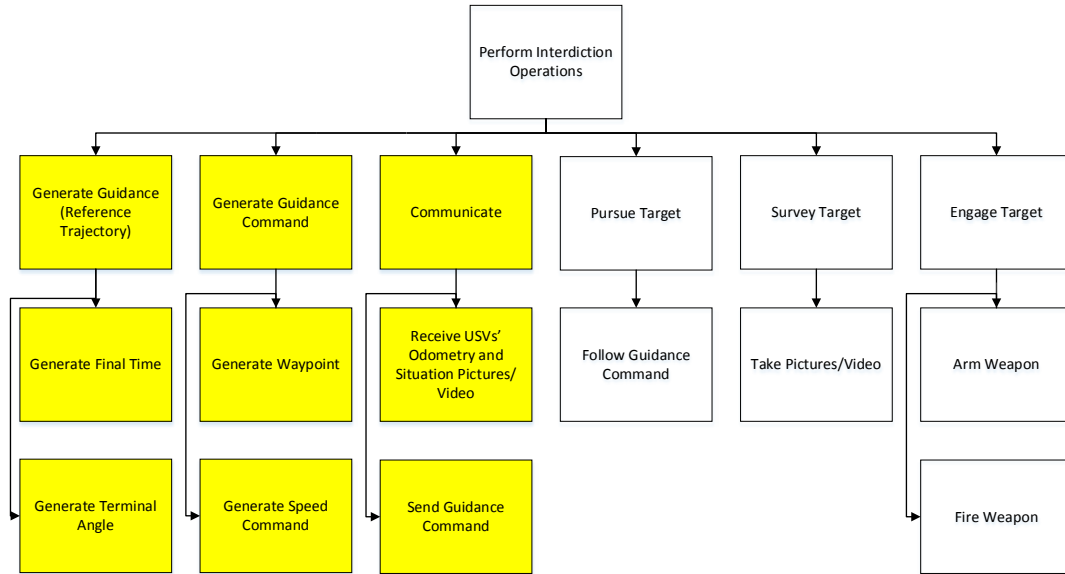 Perform Interdiction
Operations
Generate Guidance
(Reference
Trajectory)
Generate Guidance
Command
Communicate
Pursue Target
Survey Target
Engage Target
Generate Final Time
Generate Waypoint
Receive USVs’
Odometry and
Situation Pictures/
Video
Follow Guidance
Command
Take Pictures/Video
Arm Weapon
Generate Terminal
Angle
Generate Speed
Command
Send Guidance
Command
Fire Weapon